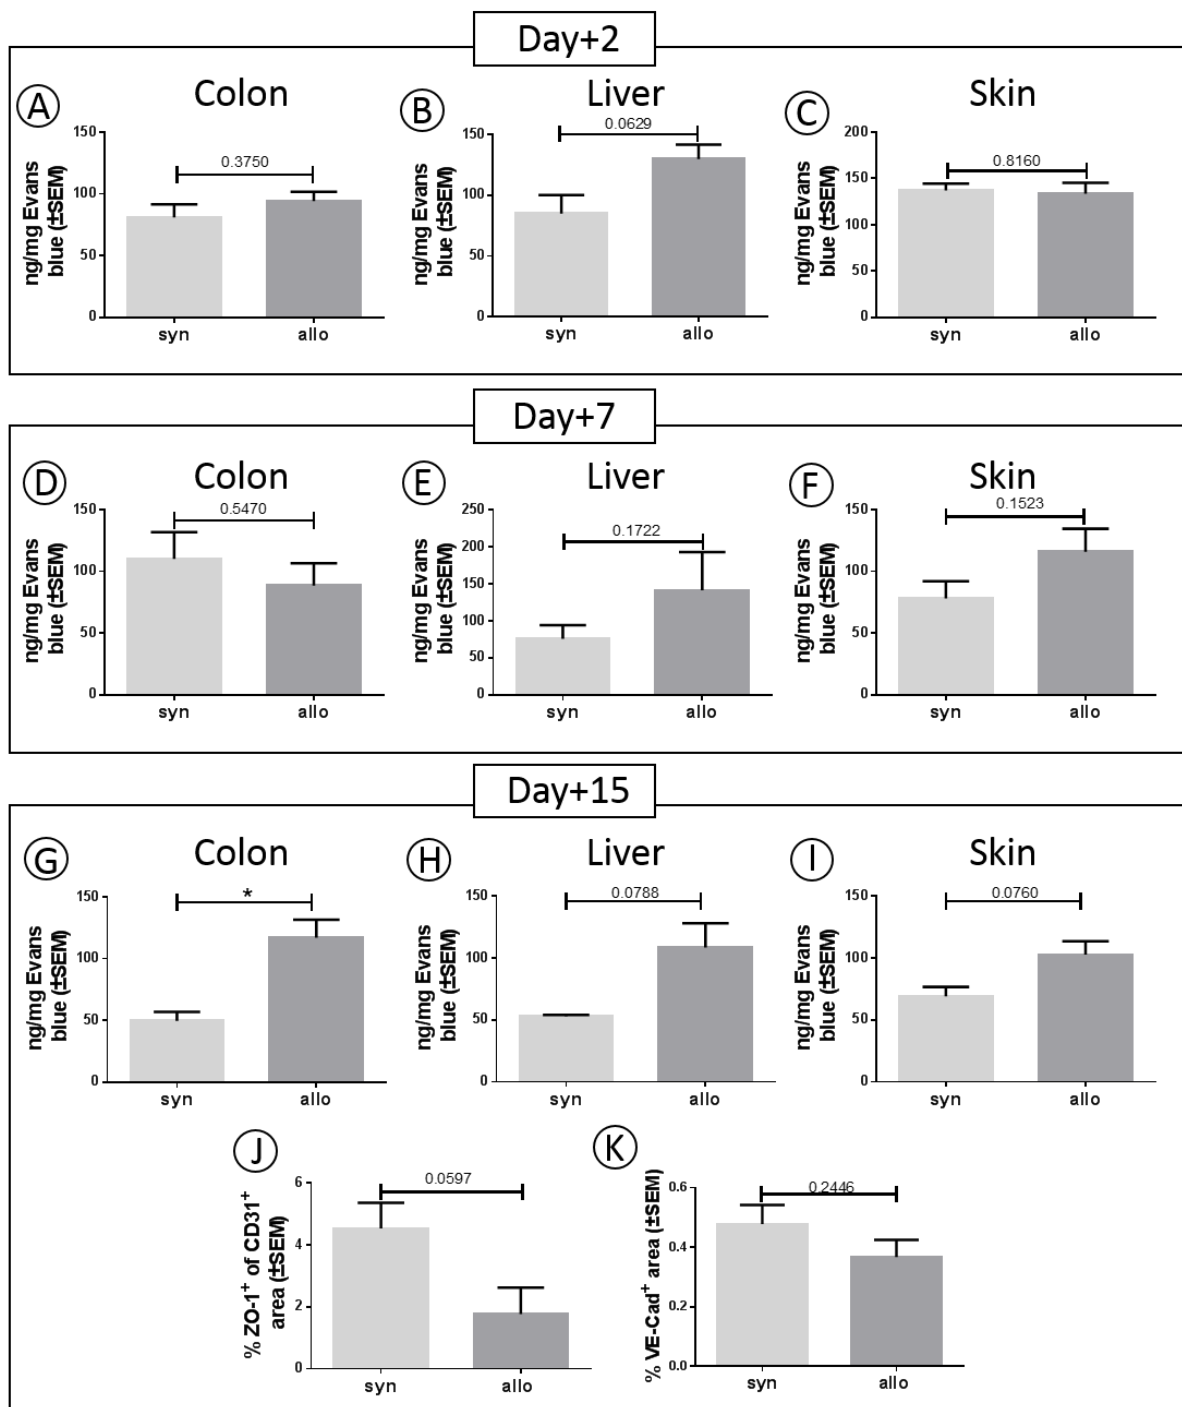 Day+2
A
Colon
ng/mg Evans
blue (±SEM)
150
100
50
0
0.3750
syn allo
B
Liver
ng/mg Evans
blue (±SEM)
150
100
50
0
0.0629
syn allo
C
Skin
ng/mg Evans
blue (±SEM)
200
150
100
50
0
0.8160
syn allo
Day+7
D
Colon
ng/mg Evans
blue (±SEM)
150
100
50
0
0.5470
syn allo
E
Liver
ng/mg Evans
blue (±SEM)
250
200
150
100
50
0
0.1722
syn allo
F
Skin
ng/mg Evans
blue (±SEM)
150
100
50
0
0.1523
syn allo
Day+15
G
Colon
ng/mg Evans
blue (±SEM)
150
100
50
0
*
syn allo
H
Liver
ng/mg Evans
blue (±SEM)
150
100
50
0
0.0788
syn allo
I
Skin
ng/mg Evans
blue (±SEM)
150
100
50
0
0.0760
syn allo
J
% ZO-1⁺ of CD31⁺
area (±SEM)
6
4
2
0
0.0597
syn allo
K
% VE-Cad⁺ area (±SEM)
0.6
0.4
0.2
0.0
0.2446
syn allo